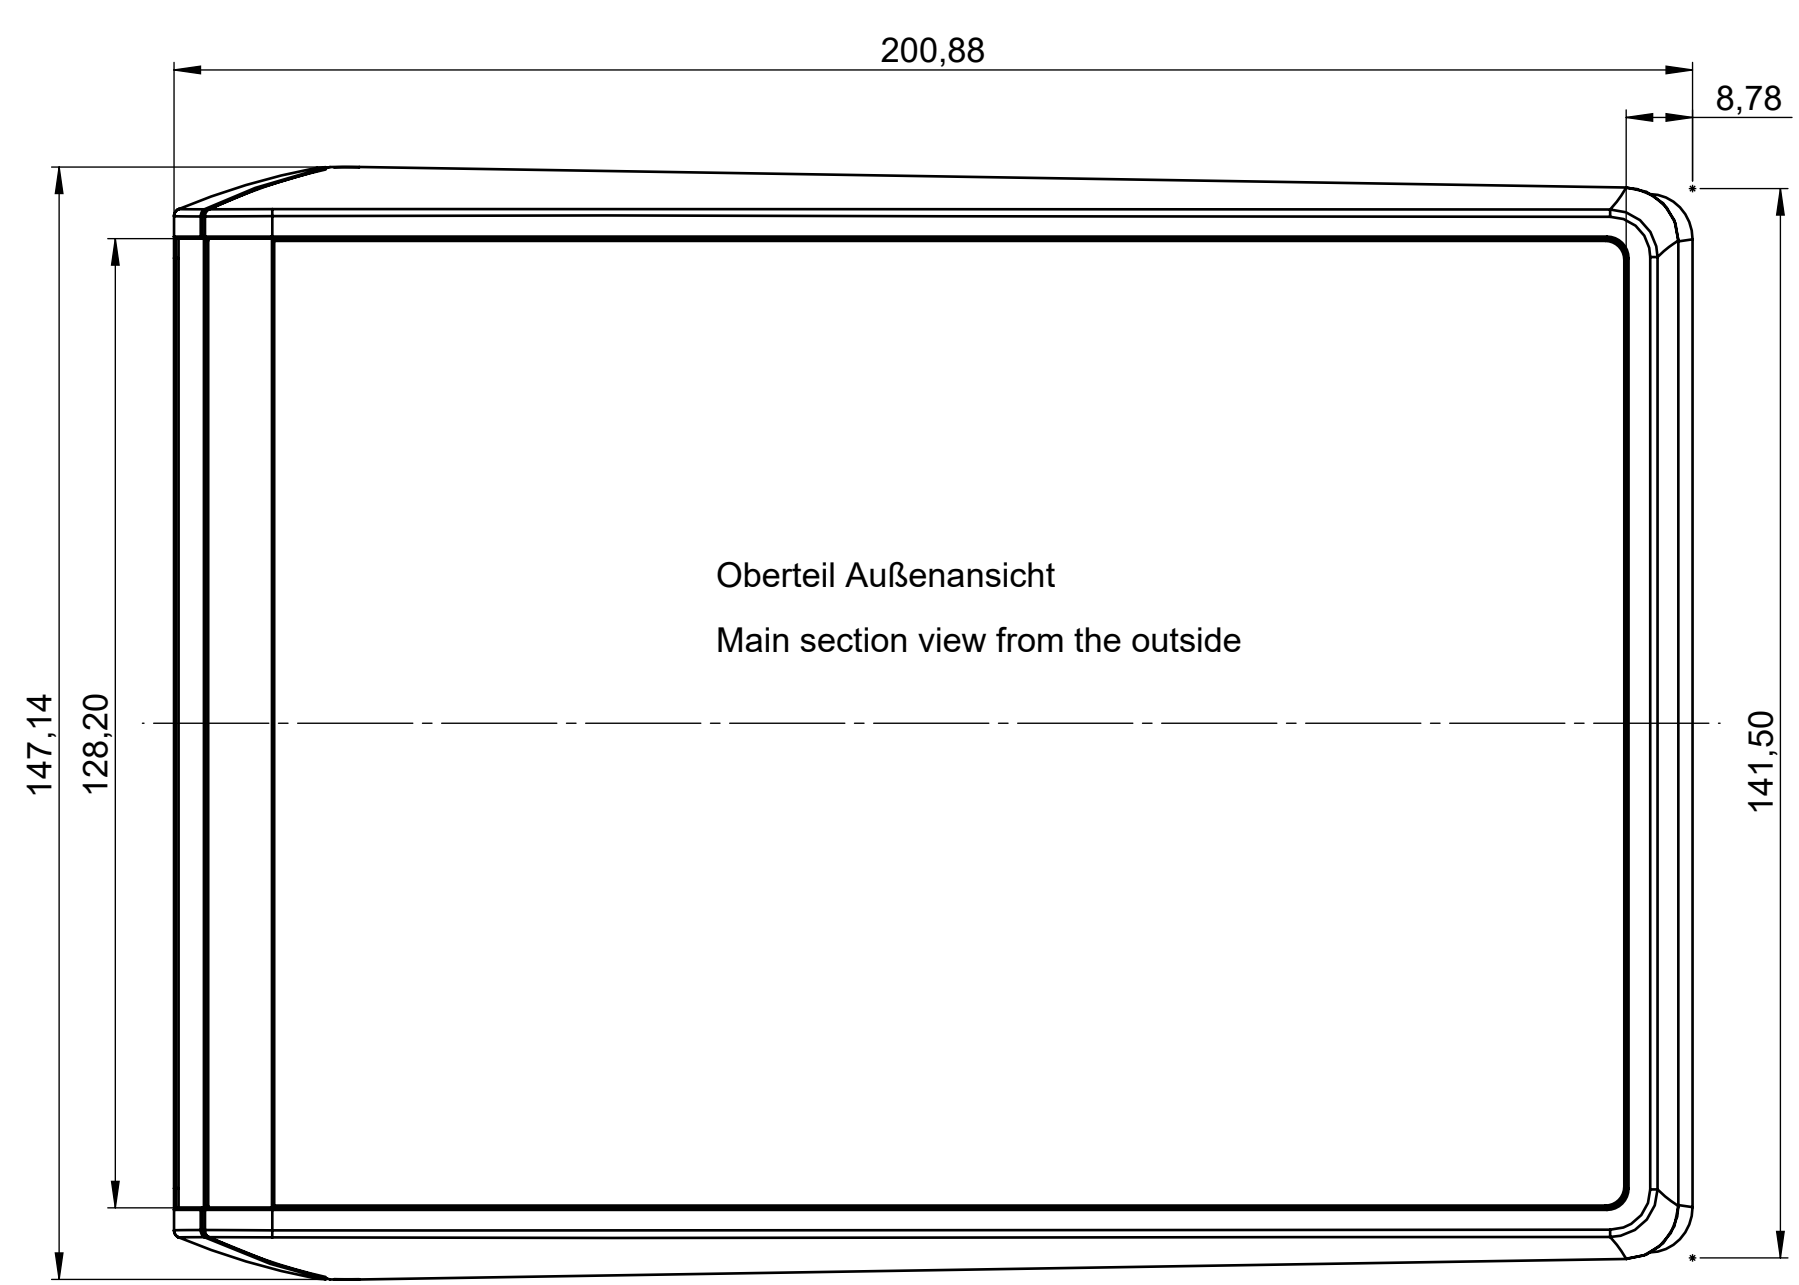 200,88
8,78
Oberteil Außenansicht
Main section view from the outside
147,14
128,20
141,50